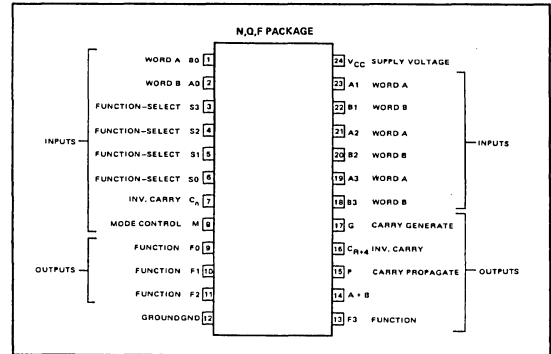 N,Q,F PACKAGE
WORD A B0 1
WORD B A0 2
FUNCTION-SELECT S3 3
FUNCTION-SELECT S2 4
FUNCTION-SELECT S1 5
FUNCTION-SELECT S0 6
INV. CARRY Cn 7
MODE CONTROL M 8
INPUTS
FUNCTION F0 9
FUNCTION F1 10
FUNCTION F2 11
OUTPUTS
GROUNDGND 12
24 VCC SUPPLY VOLTAGE
23 A1 WORD A
22 B1 WORD B
21 A2 WORD A
20 B2 WORD B
19 A3 WORD A
18 B3 WORD B
INPUTS
17 G CARRY GENERATE
16 Cn+4 INV. CARRY
15 P CARRY PROPAGATE
14 A + B
13 F3 FUNCTION
OUTPUTS